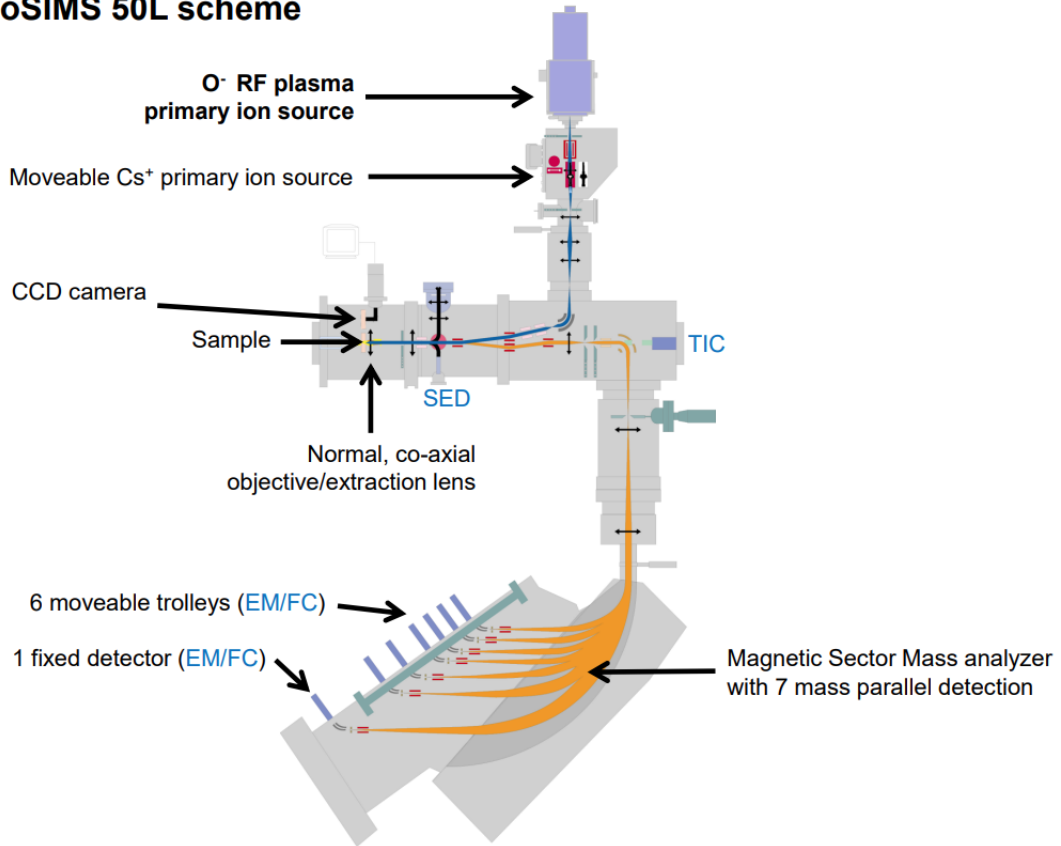 oSIMS 50L scheme
O- RF plasma
primary ion source
Moveable Cs+ primary ion source
CCD camera
Sample
TIC
SED
Normal, co-axial
objective/extraction lens
6 moveable trolleys (EM/FC)
1 fixed detector (EM/FC)
Magnetic Sector Mass analyzer
with 7 mass parallel detection